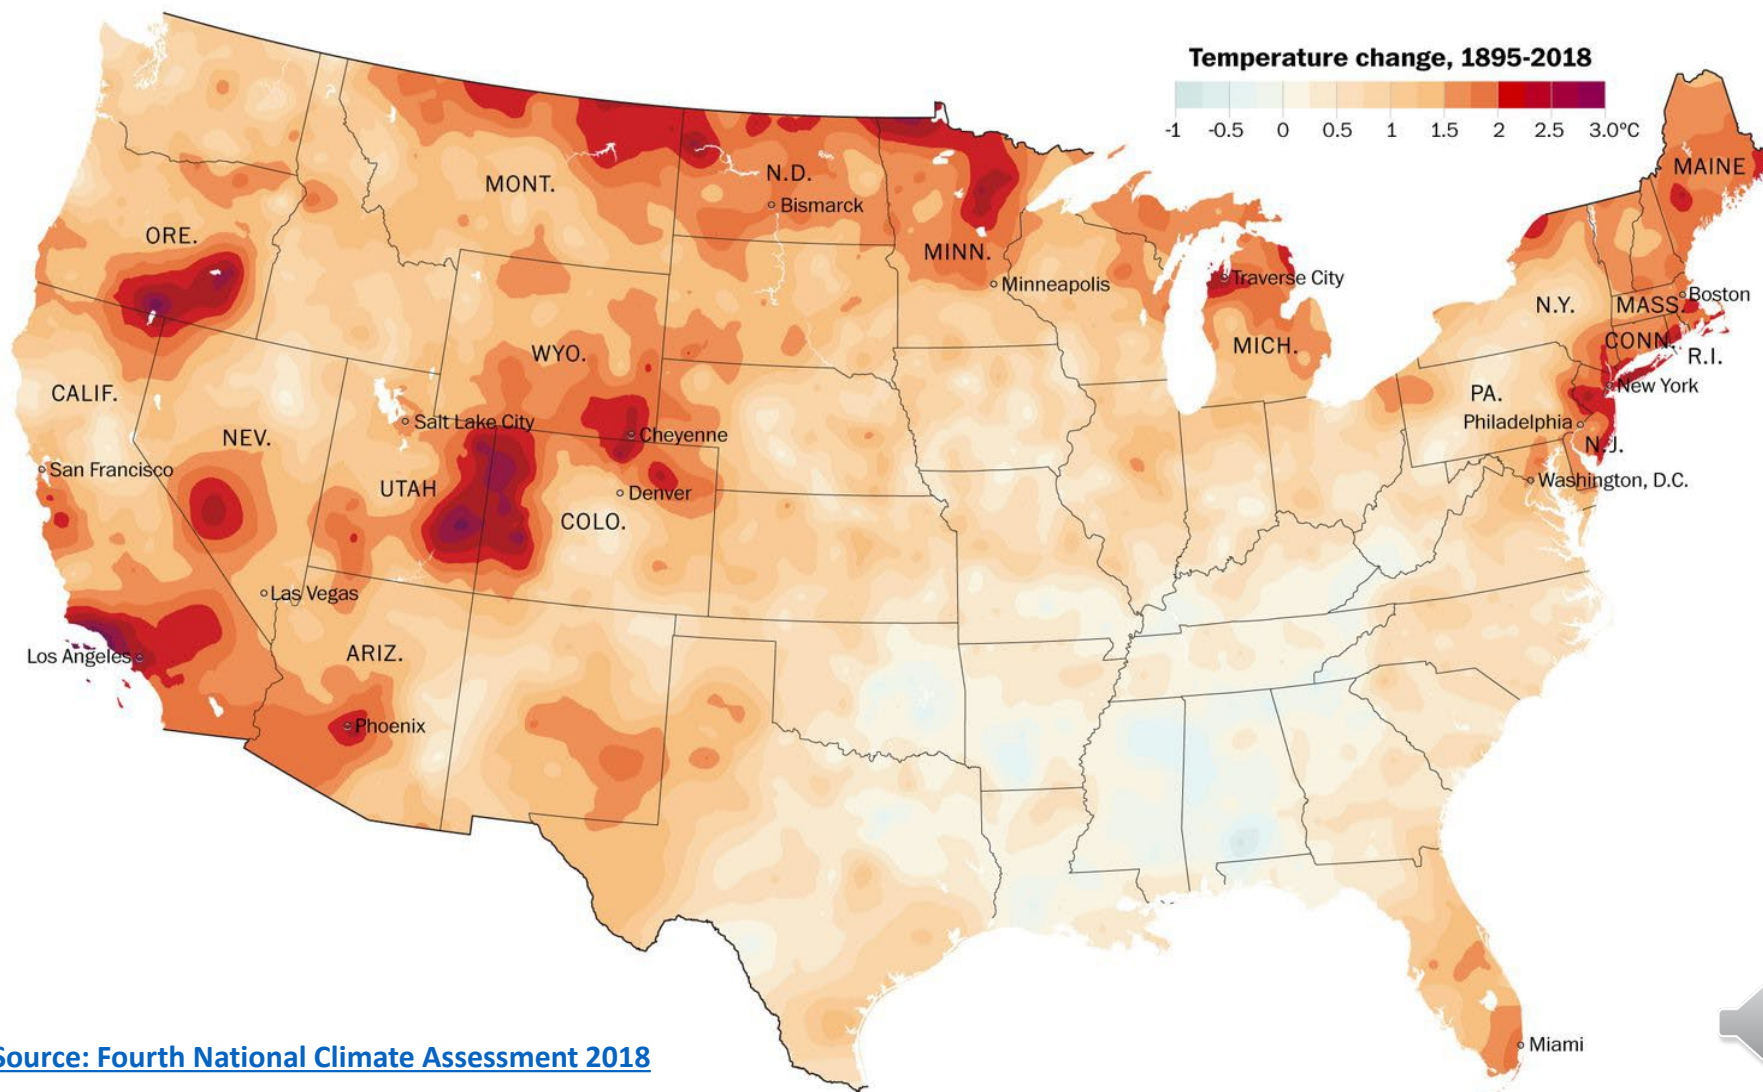 Temperature change, 1895-2018
-1 -0.5 0 0.5 1 1.5 2 2.5 3.0°C
MAINE
MONT.
N.D.
Bismarck
ORE.
MINN.
Traverse City
Minneapolis
Boston
N.Y.
MASS.
CONN.
R.I.
MICH.
WYO.
New York
CALIF.
PA.
Salt Lake City
Philadelphia
Cheyenne
NEV.
N.J.
San Francisco
Washington, D.C.
UTAH
Denver
COLO.
Las Vegas
Los Angeles
ARIZ.
Phoenix
Miami
Source: Fourth National Climate Assessment 2018